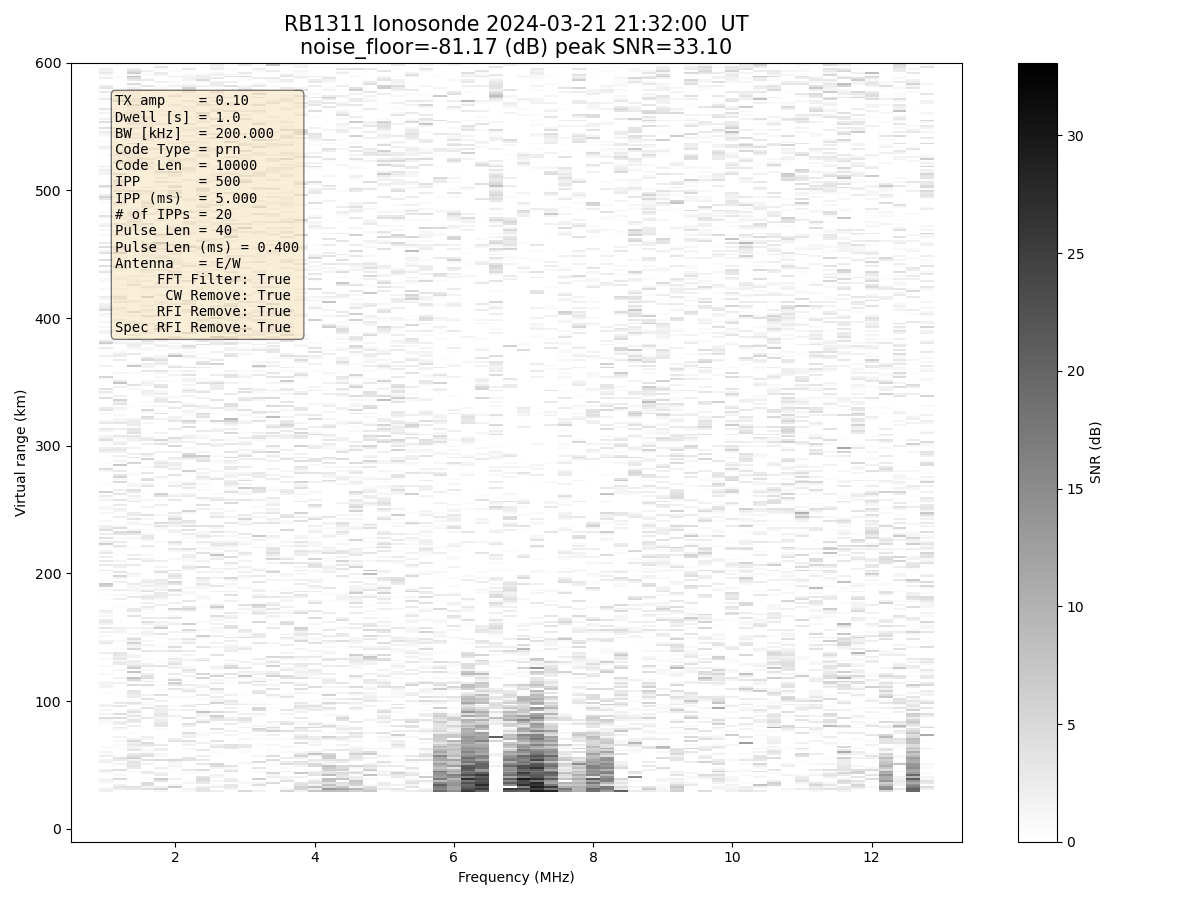 RB1311 Ionosonde 2024-03-21 21:32:00  UT
noise_floor=-81.17 (dB) peak SNR=33.10
TX amp    = 0.10
Dwell [s] = 1.0
BW [kHz]  = 200.000
Code Type = prn
Code Len  = 10000
IPP       = 500
IPP (ms)  = 5.000
# of IPPs = 20
Pulse Len = 40
Pulse Len (ms) = 0.400
Antenna   = E/W
FFT Filter: True
CW Remove: True
RFI Remove: True
Spec RFI Remove: True
Virtual range (km)
600
500
400
300
200
100
0
2 4 6 8 10 12
Frequency (MHz)
30
25
20
15
10
5
0
SNR (dB)